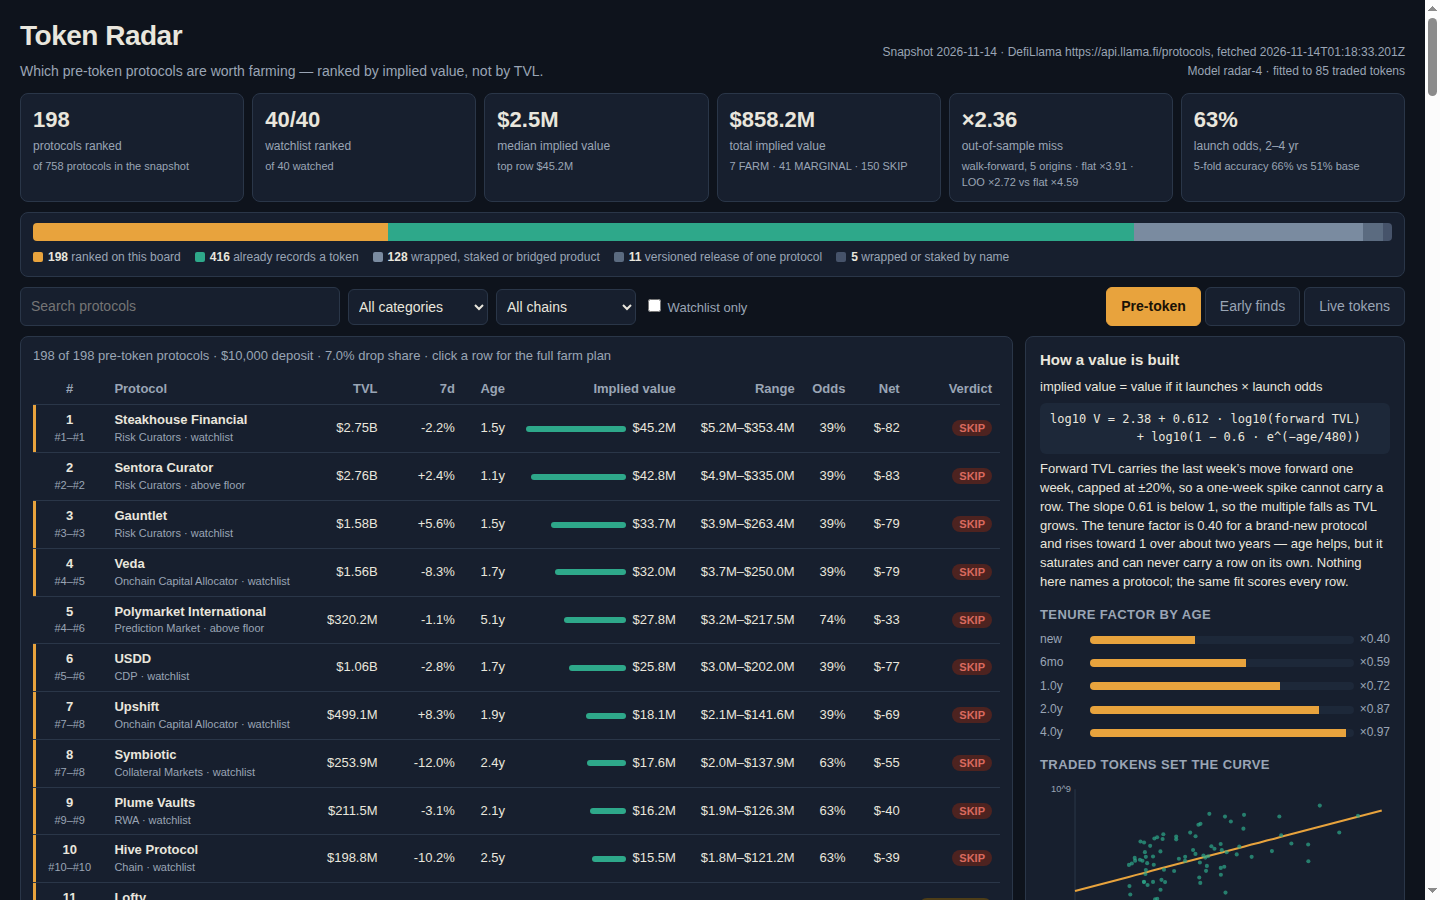 Token Radar
Which pre-token protocols are worth farming — ranked by implied value, not by TVL.
Snapshot 2026-11-14 · DefiLlama https://api.llama.fi/protocols, fetched 2026-11-14T01:18:33.201Z
Model radar-4 · fitted to 85 traded tokens
198
protocols ranked
of 758 protocols in the snapshot
40/40
watchlist ranked
of 40 watched
$2.5M
median implied value
top row $45.2M
$858.2M
total implied value
7 FARM · 41 MARGINAL · 150 SKIP
×2.36
out-of-sample miss
walk-forward, 5 origins · flat ×3.91 ·
LOO ×2.72 vs flat ×4.59
63%
launch odds, 2–4 yr
5-fold accuracy 66% vs 51% base
198 ranked on this board 416 already records a token 128 wrapped, staked or bridged product 11 versioned release of one protocol 5 wrapped or staked by name
Search protocols All categories All chains Watchlist only Pre-token Early finds Live tokens
198 of 198 pre-token protocols · $10,000 deposit · 7.0% drop share · click a row for the full farm plan
# Protocol TVL 7d Age Implied value Range Odds Net Verdict
1 Steakhouse Financial $2.75B -2.2% 1.5y $45.2M $5.2M–$353.4M 39% $-82 SKIP
#1–#1 Risk Curators · watchlist
2 Sentora Curator $2.76B +2.4% 1.1y $42.8M $4.9M–$335.0M 39% $-83 SKIP
#2–#2 Risk Curators · above floor
3 Gauntlet $1.58B +5.6% 1.5y $33.7M $3.9M–$263.4M 39% $-79 SKIP
#3–#3 Risk Curators · watchlist
4 Veda $1.56B -8.3% 1.7y $32.0M $3.7M–$250.0M 39% $-79 SKIP
#4–#5 Onchain Capital Allocator · watchlist
5 Polymarket International $320.2M -1.1% 5.1y $27.8M $3.2M–$217.5M 74% $-33 SKIP
#4–#6 Prediction Market · above floor
6 USDD $1.06B -2.8% 1.7y $25.8M $3.0M–$202.0M 39% $-77 SKIP
#5–#6 CDP · watchlist
7 Upshift $499.1M +8.3% 1.9y $18.1M $2.1M–$141.6M 39% $-69 SKIP
#7–#8 Onchain Capital Allocator · watchlist
8 Symbiotic $253.9M -12.0% 2.4y $17.6M $2.0M–$137.9M 63% $-55 SKIP
#7–#8 Collateral Markets · watchlist
9 Plume Vaults $211.5M -3.1% 2.1y $16.2M $1.9M–$126.3M 63% $-40 SKIP
#9–#9 RWA · watchlist
10 Hive Protocol $198.8M -10.2% 2.5y $15.5M $1.8M–$121.2M 63% $-39 SKIP
#10–#10 Chain · watchlist
11 Lofty
How a value is built
implied value = value if it launches × launch odds
log10 V = 2.38 + 0.612 · log10(forward TVL)
+ log10(1 − 0.6 · e^(−age/480))
Forward TVL carries the last week's move forward one
week, capped at ±20%, so a one-week spike cannot carry a
row. The slope 0.61 is below 1, so the multiple falls as TVL
grows. The tenure factor is 0.40 for a brand-new protocol
and rises toward 1 over about two years — age helps, but it
saturates and can never carry a row on its own. Nothing
here names a protocol; the same fit scores every row.
TENURE FACTOR BY AGE
new ×0.40
6mo ×0.59
1.0y ×0.72
2.0y ×0.87
4.0y ×0.97
TRADED TOKENS SET THE CURVE
10^9